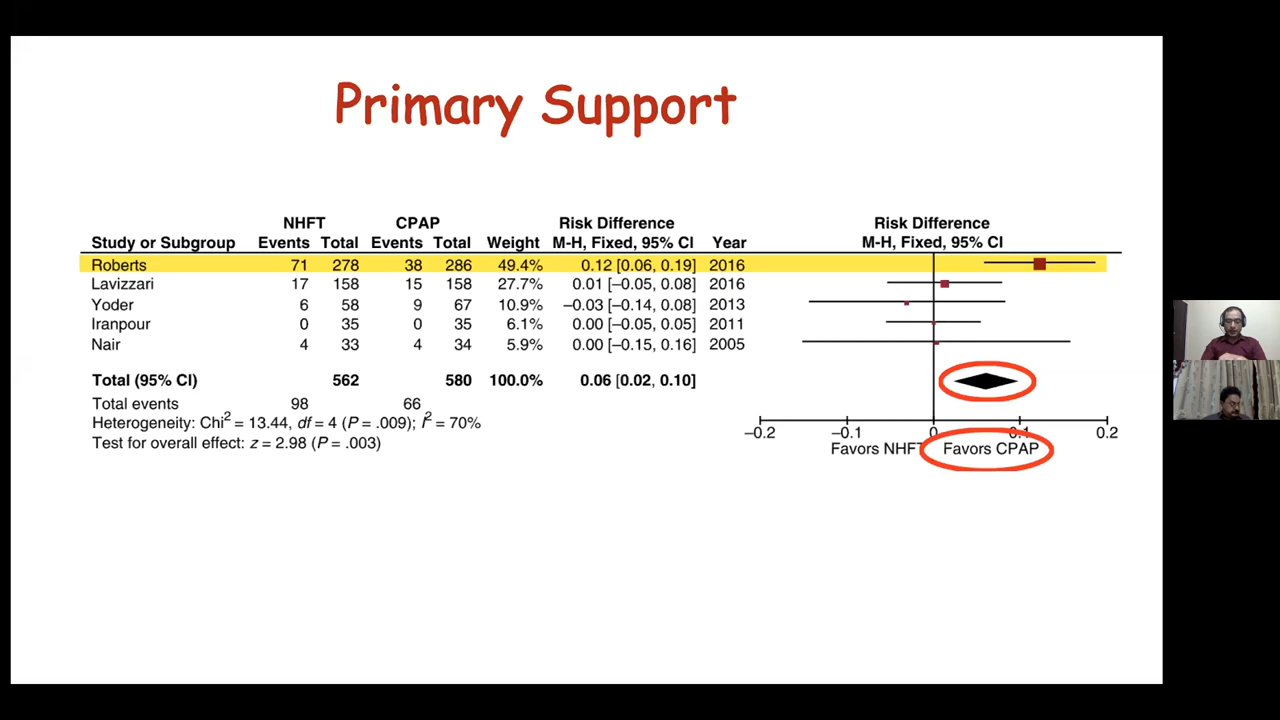 Primary Support
NHFT CPAP Risk Difference Risk Difference
Study or Subgroup Events Total Events Total Weight M-H, Fixed, 95% CI Year M-H, Fixed, 95% CI
Roberts 71 278 38 286 49.4% 0.12 [0.06, 0.19] 2016
Lavizzari 17 158 15 158 27.7% 0.01 [−0.05, 0.08] 2016
Yoder 6 58 9 67 10.9% −0.03 [−0.14, 0.08] 2013
Iranpour 0 35 0 35 6.1% 0.00 [−0.05, 0.05] 2011
Nair 4 33 4 34 5.9% 0.00 [−0.15, 0.16] 2005
Total (95% CI) 562 580 100.0% 0.06 [0.02, 0.10]
Total events 98 66
Heterogeneity: Chi² = 13.44, df = 4 (P = .009); I² = 70%
Test for overall effect: z = 2.98 (P = .003)
−0.2 −0.1 0 0.1 0.2
Favors NHFT Favors CPAP